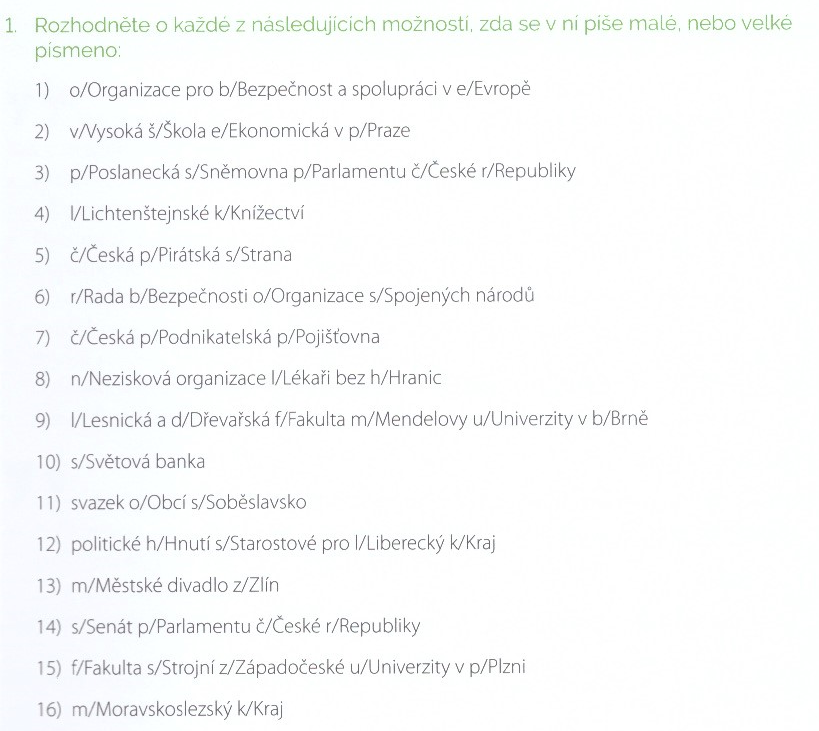 1. Rozhodněte o každé z následujících možností, zda se v ní píše malé, nebo velké
písmeno:
1) o/Organizace pro b/Bezpečnost a spolupráci v e/Evropě
2) v/Vysoká š/Škola e/Ekonomická v p/Praze
3) p/Poslanecká s/Sněmovna p/Parlamentu č/České r/Republiky
4) l/Lichtenštejnské k/Knížectví
5) č/Česká p/Pirátská s/Strana
6) r/Rada b/Bezpečnosti o/Organizace s/Spojených národů
7) č/Česká p/Podnikatelská p/Pojišťovna
8) n/Nezisková organizace l/Lékaři bez h/Hranic
9) l/Lesnická a d/Dřevařská f/Fakulta m/Mendelovy u/Univerzity v b/Brně
10) s/Světová banka
11) svazek o/Obcí s/Soběslavsko
12) politické h/Hnutí s/Starostové pro l/Liberecký k/Kraj
13) m/Městské divadlo z/Zlín
14) s/Senát p/Parlamentu č/České r/Republiky
15) f/Fakulta s/Strojní z/Západočeské u/Univerzity v p/Plzni
16) m/Moravskoslezský k/Kraj